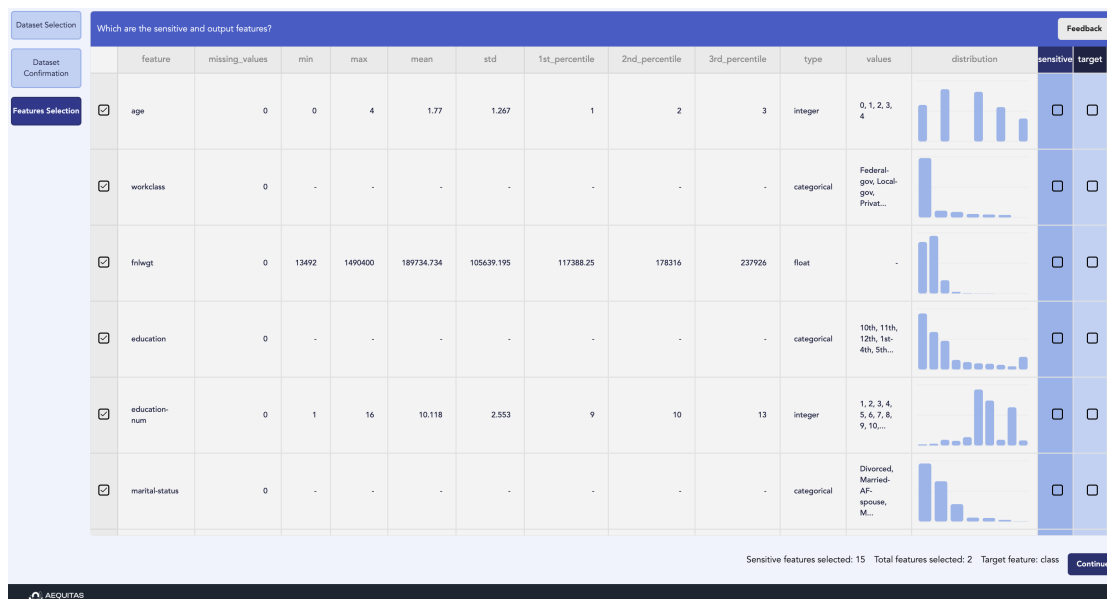 Dataset Selection
Dataset
Confirmation
Features Selection
Which are the sensitive and output features?
Feedback
feature missing_values min max mean std 1st_percentile 2nd_percentile 3rd_percentile type values distribution sensitive target
age 0 0 4 1.77 1.267 1 2 3 integer 0, 1, 2, 3,
4
workclass 0 - - - - - - - categorical Federal-
gov, Local-
gov,
Privat...
fnlwgt 0 13492 1490400 189734.734 105639.195 117388.25 178316 237926 float -
education 0 - - - - - - - categorical 10th, 11th,
12th, 1st-
4th, 5th...
education-
num 0 1 16 10.118 2.553 9 10 13 integer 1, 2, 3, 4,
5, 6, 7, 8,
9, 10,...
marital-status 0 - - - - - - - categorical Divorced,
Married-
AF-
spouse,
M...
Sensitive features selected: 15 Total features selected: 2 Target feature: class
Continue
AEQUITAS